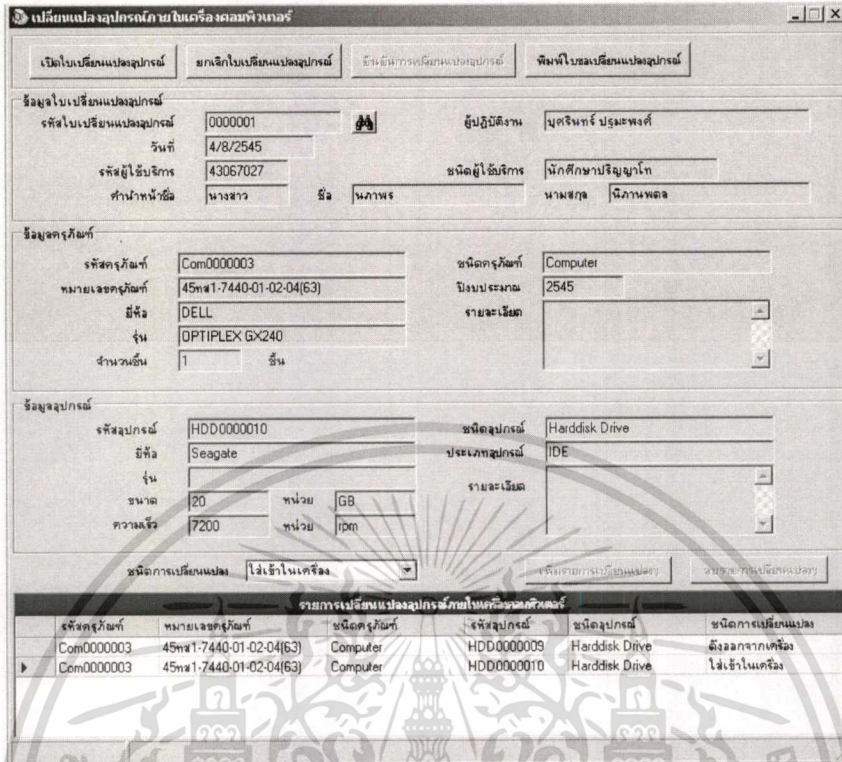 เปลี่ยนแปลงอุปกรณ์ภายในเครื่องคอมพิวเตอร์
เปิดใบเปลี่ยนแปลงอุปกรณ์ ยกเลิกใบเปลี่ยนแปลงอุปกรณ์ ยืนยันการเปลี่ยนแปลงอุปกรณ์ พิมพ์ใบขอเปลี่ยนแปลงอุปกรณ์
ข้อมูลใบเปลี่ยนแปลงอุปกรณ์
รหัสใบเปลี่ยนแปลงอุปกรณ์ 0000001 ผู้ปฏิบัติงาน บุศรินทร์ ปฐมะพงศ์
วันที่ 4/8/2545
รหัสผู้ใช้บริการ 43067027 ชนิดผู้ใช้บริการ นักศึกษาปริญญาโท
คำนำหน้าชื่อ นางสาว ชื่อ นภาพร นามสกุล นิภานพดล
ข้อมูลครุภัณฑ์
รหัสครุภัณฑ์ Com0000003 ชนิดครุภัณฑ์ Computer
หมายเลขครุภัณฑ์ 45ทส1-7440-01-02-04(63) ปีงบประมาณ 2545
ยี่ห้อ DELL รายละเอียด
รุ่น OPTIPLEX GX240
จำนวนชิ้น 1 ชิ้น
ข้อมูลอุปกรณ์
รหัสอุปกรณ์ HDD0000010 ชนิดอุปกรณ์ Harddisk Drive
ยี่ห้อ Seagate ประเภทอุปกรณ์ IDE
รุ่น รายละเอียด
ขนาด 20 หน่วย GB
ความเร็ว 7200 หน่วย rpm
ชนิดการเปลี่ยนแปลง ใส่เข้าในเครื่อง เพิ่มรายการเปลี่ยนแปลงฯ ลบรายการเปลี่ยนแปลงฯ
รายการเปลี่ยนแปลงอุปกรณ์ภายในเครื่องคอมพิวเตอร์
รหัสครุภัณฑ์ หมายเลขครุภัณฑ์ ชนิดครุภัณฑ์ รหัสอุปกรณ์ ชนิดอุปกรณ์ ชนิดการเปลี่ยนแปลง
Com0000003 45ทส1-7440-01-02-04(63) Computer HDD0000009 Harddisk Drive ดึงออกจากเครื่อง
Com0000003 45ทส1-7440-01-02-04(63) Computer HDD0000010 Harddisk Drive ใส่เข้าในเครื่อง